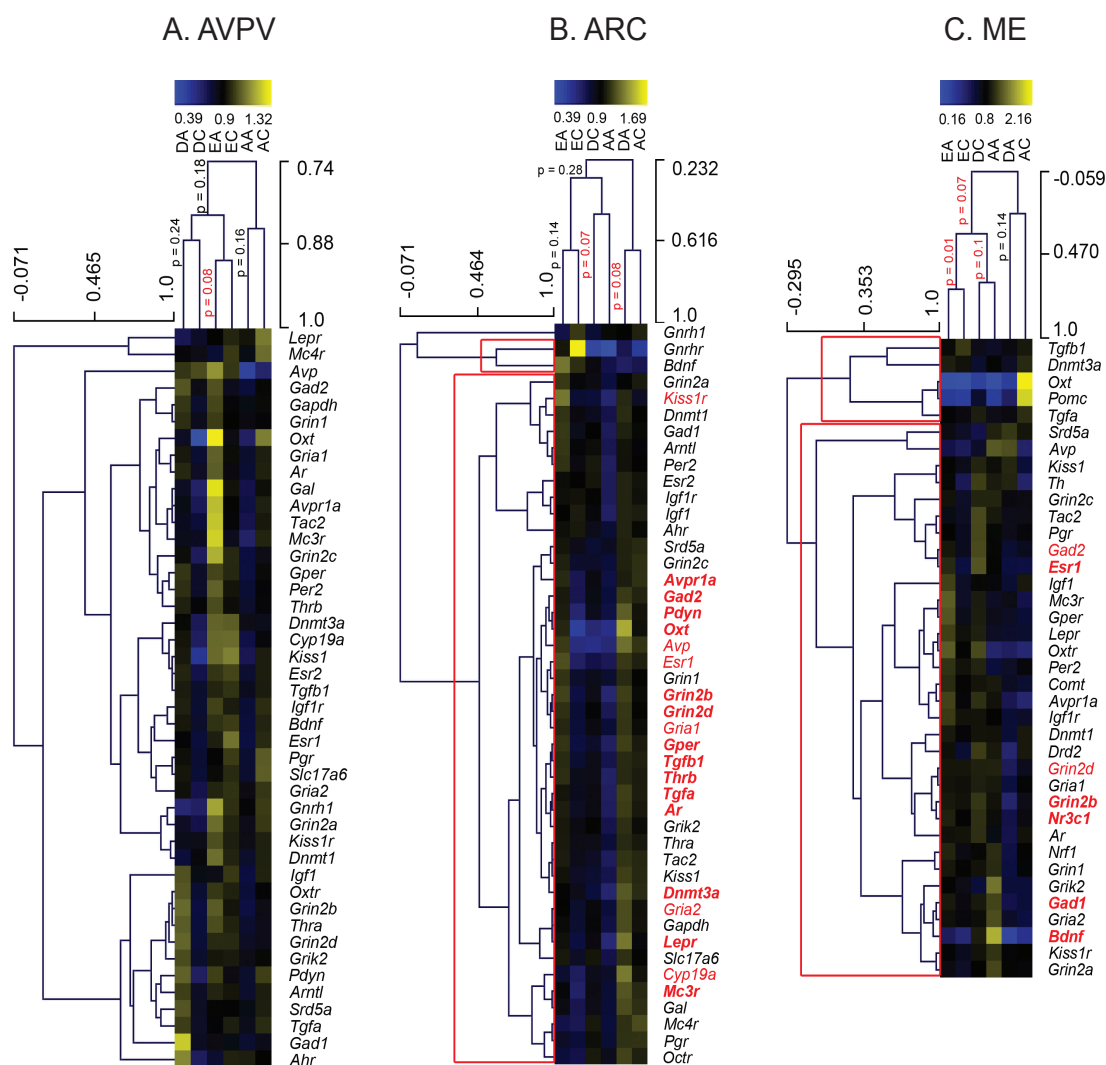 A. AVPV
B. ARC
C. ME
0.39 0.9 1.32
DA DC EA EC AA AC
0.74
0.88
1.0
p = 0.24
p = 0.18
p = 0.08
p = 0.16
-0.071 0.465 1.0
Lepr
Mc4r
Avp
Gad2
Gapdh
Grin1
Oxt
Gria1
Ar
Gal
Avpr1a
Tac2
Mc3r
Grin2c
Gper
Per2
Thrb
Dnmt3a
Cyp19a
Kiss1
Esr2
Tgfb1
Igf1r
Bdnf
Esr1
Pgr
Slc17a6
Gria2
Gnrh1
Grin2a
Kiss1r
Dnmt1
Igf1
Oxtr
Grin2b
Thra
Grin2d
Grik2
Pdyn
Arntl
Srd5a
Tgfa
Gad1
Ahr
0.39 0.9 1.69
EA EC DC AA DA AC
0.232
0.616
1.0
p = 0.14
p = 0.28
p = 0.07
p = 0.08
-0.071 0.464 1.0
Gnrh1
Gnrhr
Bdnf
Grin2a
Kiss1r
Dnmt1
Gad1
Arntl
Per2
Esr2
Igf1r
Igf1
Ahr
Srd5a
Grin2c
Avpr1a
Gad2
Pdyn
Oxt
Avp
Esr1
Grin1
Grin2b
Grin2d
Gria1
Gper
Tgfb1
Thrb
Tgfa
Ar
Grik2
Thra
Tac2
Kiss1
Dnmt3a
Gria2
Gapdh
Lepr
Slc17a6
Cyp19a
Mc3r
Gal
Mc4r
Pgr
Octr
0.16 0.8 2.16
EA EC DC AA DA AC
-0.059
0.470
1.0
p = 0.01
p = 0.07
p = 0.1
p = 0.14
-0.295 0.353 1.0
Tgfb1
Dnmt3a
Oxt
Pomc
Tgfa
Srd5a
Avp
Kiss1
Th
Grin2c
Tac2
Pgr
Gad2
Esr1
Igf1
Mc3r
Gper
Lepr
Oxtr
Per2
Comt
Avpr1a
Igf1r
Dnmt1
Drd2
Grin2d
Gria1
Grin2b
Nr3c1
Ar
Nrf1
Grin1
Grik2
Gad1
Gria2
Bdnf
Kiss1r
Grin2a